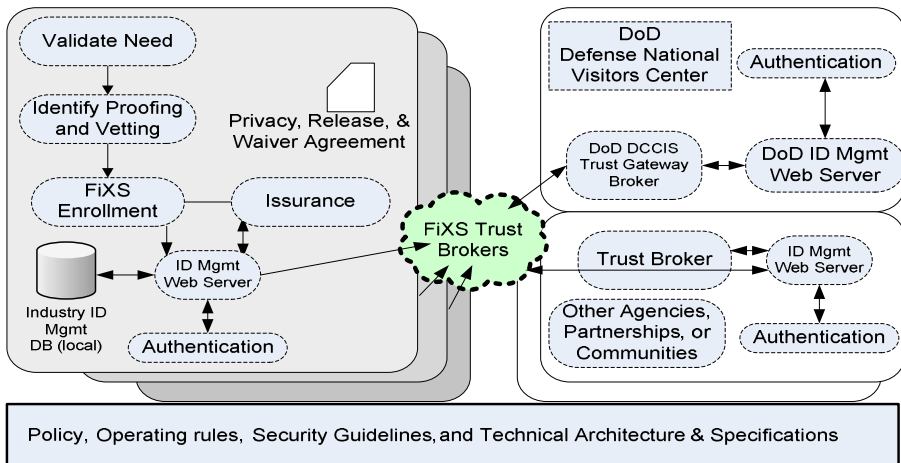 Validate Need
Identify Proofing
and Vetting
Privacy, Release, &
Waiver Agreement
FiXS
Enrollment
Issurance
ID Mgmt
Web Server
Industry ID
Mgmt
DB (local)
Authentication
FiXS Trust
Brokers
DoD
Defense National
Visitors Center
Authentication
DoD DCCIS
Trust Gateway
Broker
DoD ID Mgmt
Web Server
Trust Broker
ID Mgmt
Web Server
Other Agencies,
Partnerships, or
Communities
Authentication
Policy, Operating rules, Security Guidelines, and Technical Architecture & Specifications